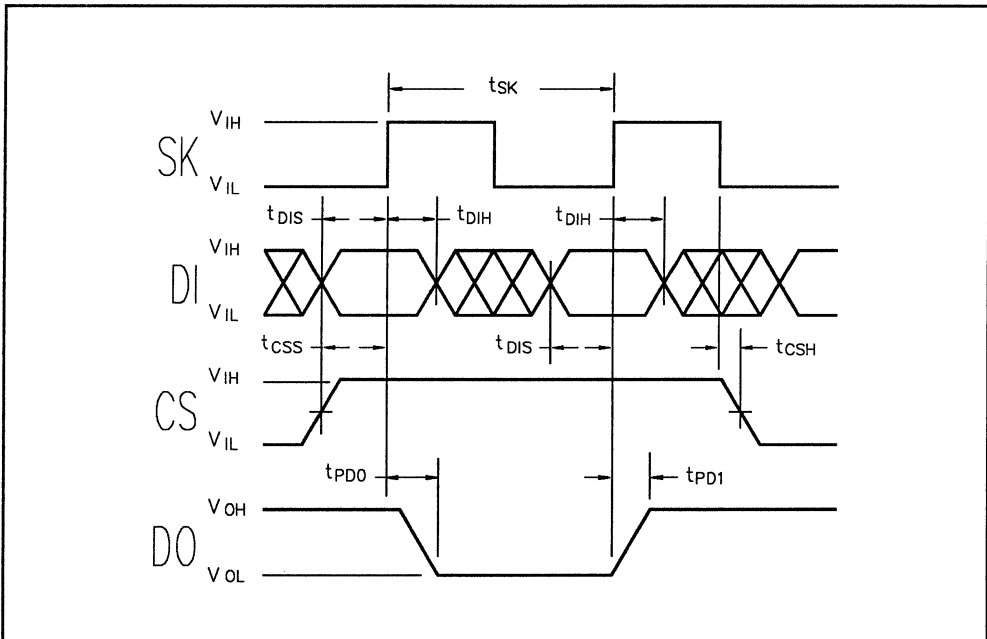 tSK
VIH
SK
VIL
tDIS
tDIH
tDIH
VIH
DI
VIL
tCSS
tDIS
tCSH
VIH
CS
VIL
tPD0
tPD1
VOH
DO
VOL